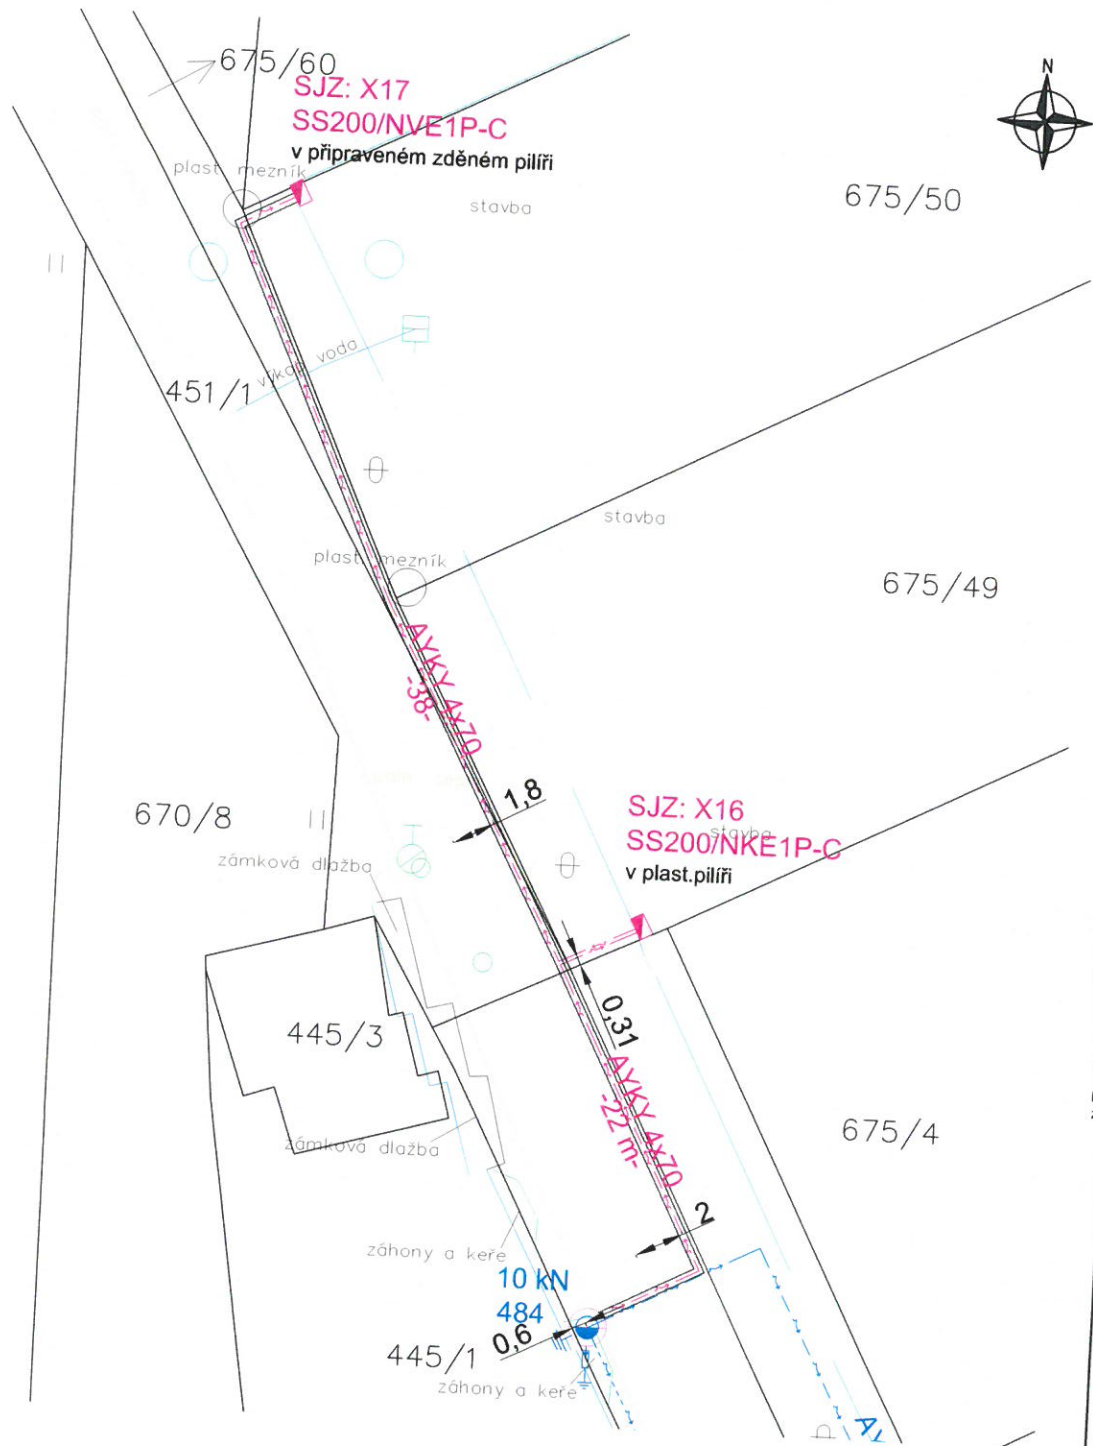 675/60
SJZ: X17
SS200/NVE1P-C
v připraveném zděném pilíři
N
plast. mezník
stavba
675/50
výkop voda
451/1
stavba
plast. mezník
675/49
AYKY 4x70
-38-
1,8
SJZ: X16
stavba
SS200/NKE1P-C
v plast.pilíři
670/8
zámková dlažba
0,31
445/3
AYKY 4x70
-22 m-
675/4
zámková dlažba
2
záhony a keře
10 kN
484
0,6
445/1
záhony a keře